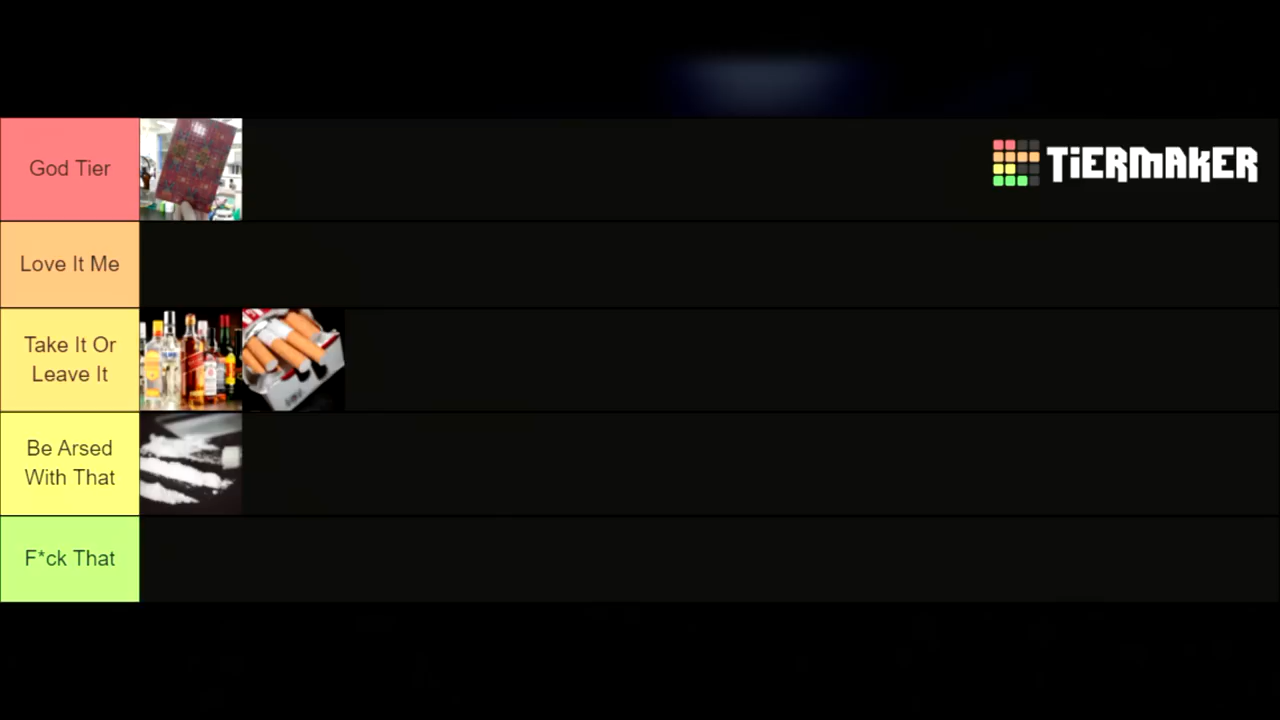 God Tier
TiERMAKER
Love It Me
Take It Or
Leave It
Be Arsed
With That
F*ck That